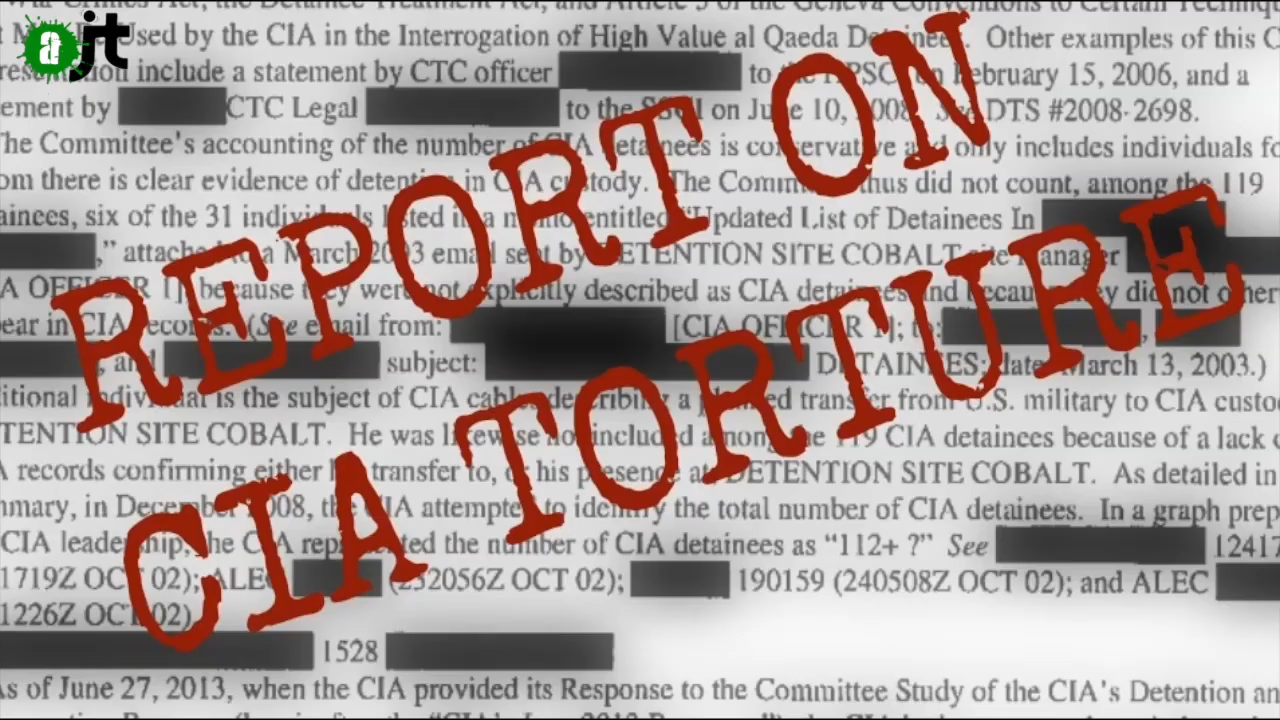 ajt
REPORT ON
CIA TORTURE
Used by the CIA in the Interrogation of High Value al Qaeda Other examples of this
include a statement by CTC officer to February 15, 2006, and a
ement by CTC Legal to the on June 10, DTS #2008-2698.
The Committee's accounting of the number of CIA detainees is conservative and only includes individuals
om there is clear evidence of detention in CIA custody. The Committee thus did not count, among the 119
ainees, six of the 31 individuals listed in a memo entitled “Updated List of Detainees In
,” attached to a March 2003 email sent by DETENTION SITE COBALT site manager
A OFFICER 1], because they were not explicitly described as CIA detainees and because they did not other
ear in CIA records. (See email from: [CIA OFFICER 1]; to: ,
, and subject: DETAINEES; date: March 13, 2003.)
itional individual is the subject of CIA cables describing a planned transfer from U.S. military to CIA custo
TENTION SITE COBALT. He was likewise not included among the 119 CIA detainees because of a lack
A records confirming either his transfer to, or his presence at DETENTION SITE COBALT. As detailed in
mmary, in December 2008, the CIA attempted to identify the total number of CIA detainees. In a graph prep
CIA leadership, the CIA represented the number of CIA detainees as “112+ ?” See 12417
1719Z OCT 02); ALEC (232056Z OCT 02); 190159 (240508Z OCT 02); and ALEC
1226Z OCT 02)
1528
As of June 27, 2013, when the CIA provided its Response to the Committee Study of the CIA's Detention an